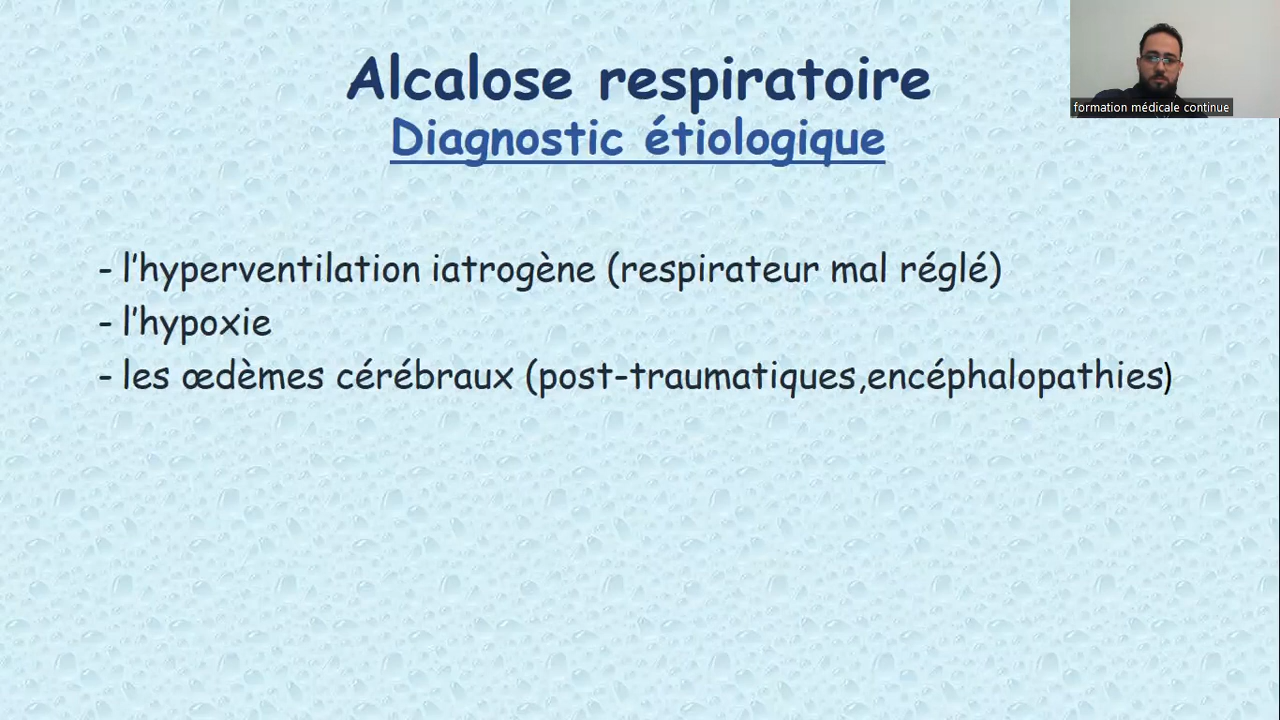 Alcalose respiratoire
Diagnostic étiologique
formation médicale continue
- l'hyperventilation iatrogène (respirateur mal réglé)
- l'hypoxie
- les œdèmes cérébraux (post-traumatiques,encéphalopathies)